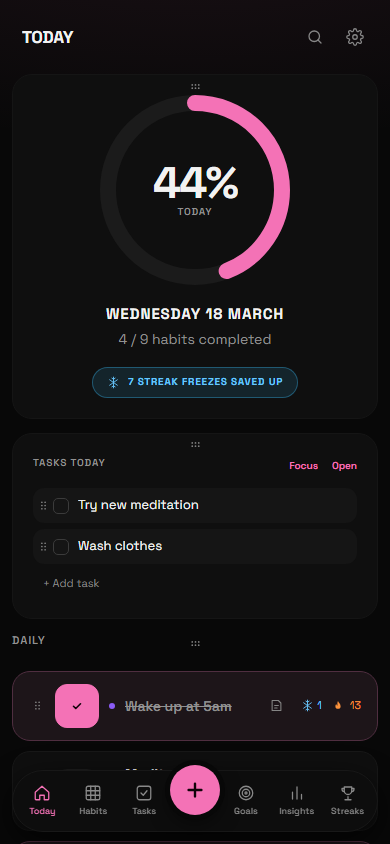 TODAY
44%
TODAY
WEDNESDAY 18 MARCH
4 / 9 habits completed
7 STREAK FREEZES SAVED UP
TASKS TODAY
Focus Open
Try new meditation
Wash clothes
+ Add task
DAILY
Wake up at 5am 1 13
Today Habits Tasks Goals Insights Streaks